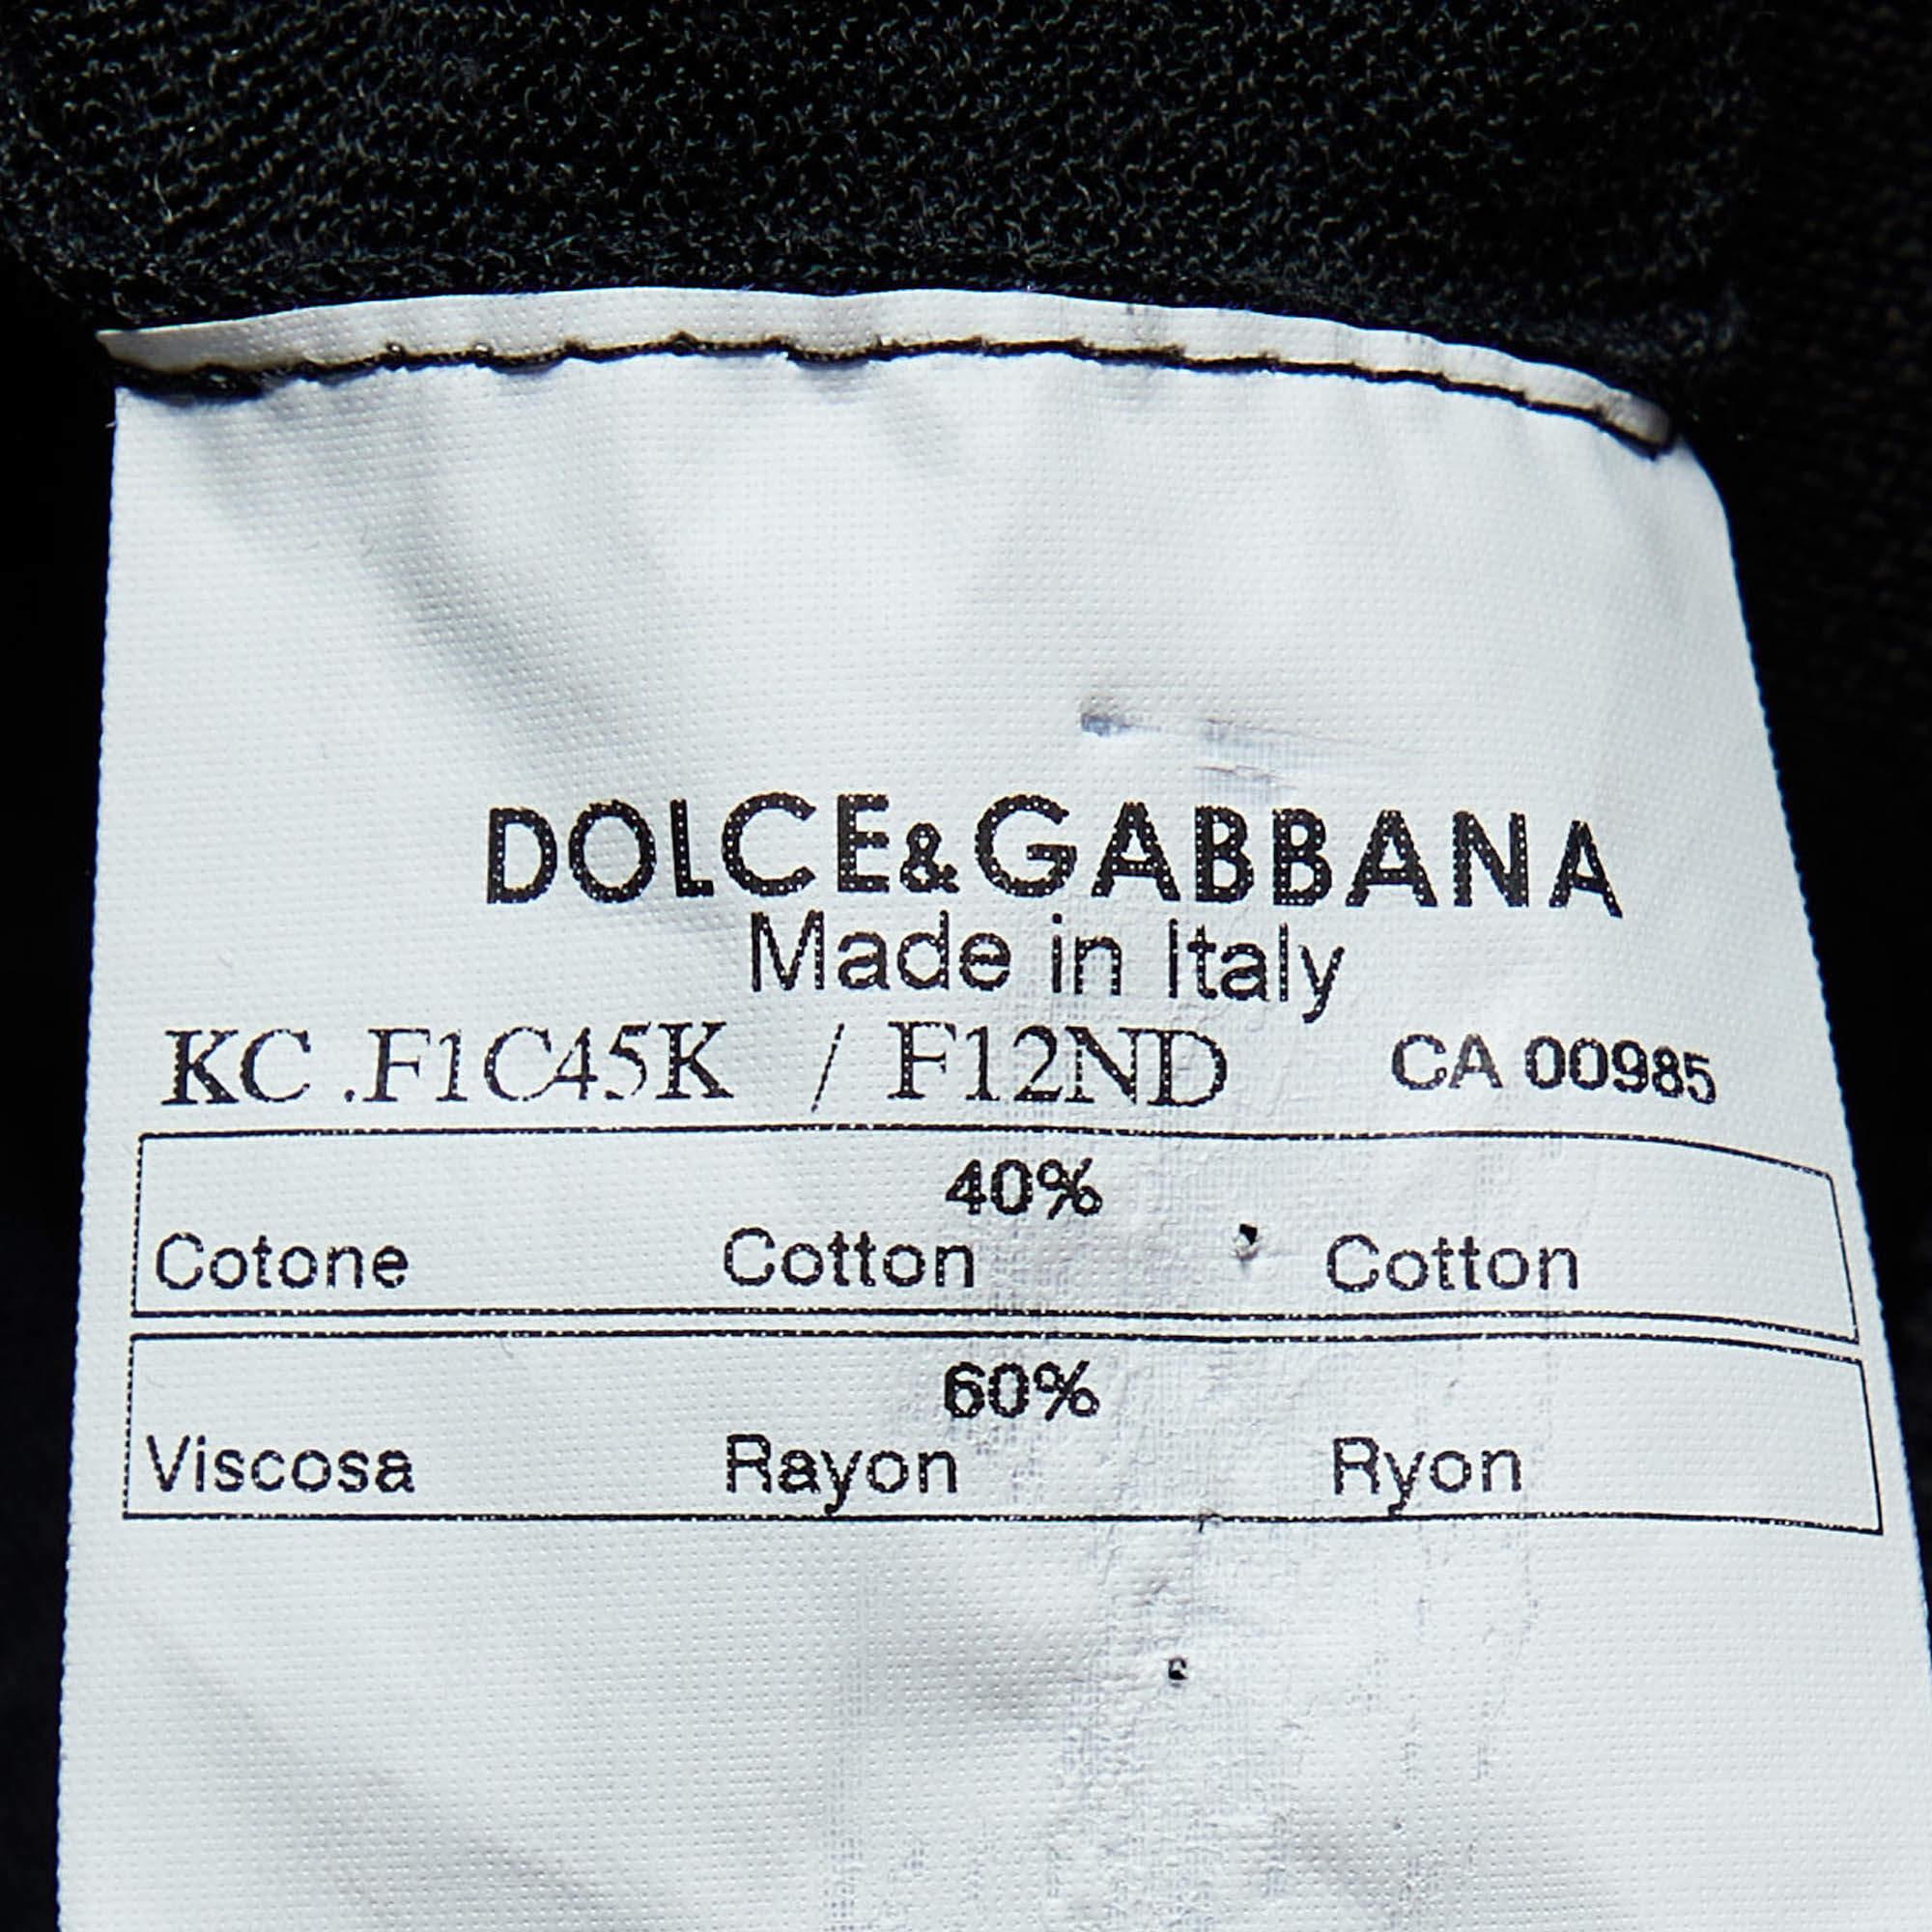 DOLCE&GABBANA
Made in Italy
KC .F1C45K / F12ND CA 00985
40%
Cotone Cotton Cotton
60%
Viscosa Rayon Ryon